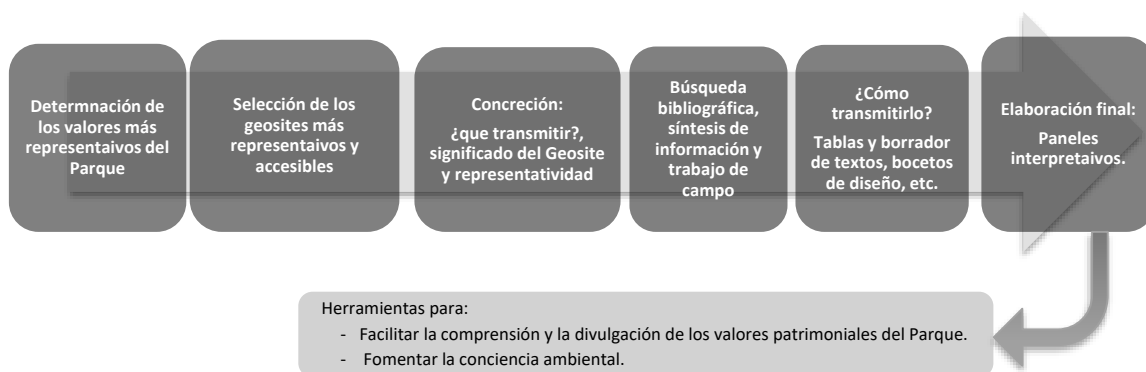 Determnación de
los valores más
representaivos del
Parque
Selección de los
geosites más
representaivos y
accesibles
Concreción:
¿que transmitir?,
significado del Geosite
y representatividad
Búsqueda
bibliográfica,
síntesis de
información y
trabajo de
campo
¿Cómo
transmitirlo?
Tablas y borrador
de textos, bocetos
de diseño, etc.
Elaboración final:
Paneles
interpretaivos.
Herramientas para:
- Facilitar la comprensión y la divulgación de los valores patrimoniales del Parque.
- Fomentar la conciencia ambiental.